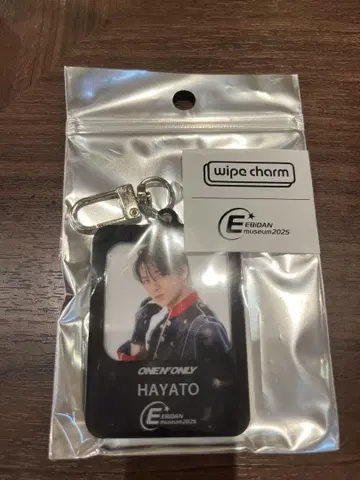 wipe charm
E EBiDAN
museum2025
ONE N' ONLY
HAYATO
E EBiDAN
museum2025